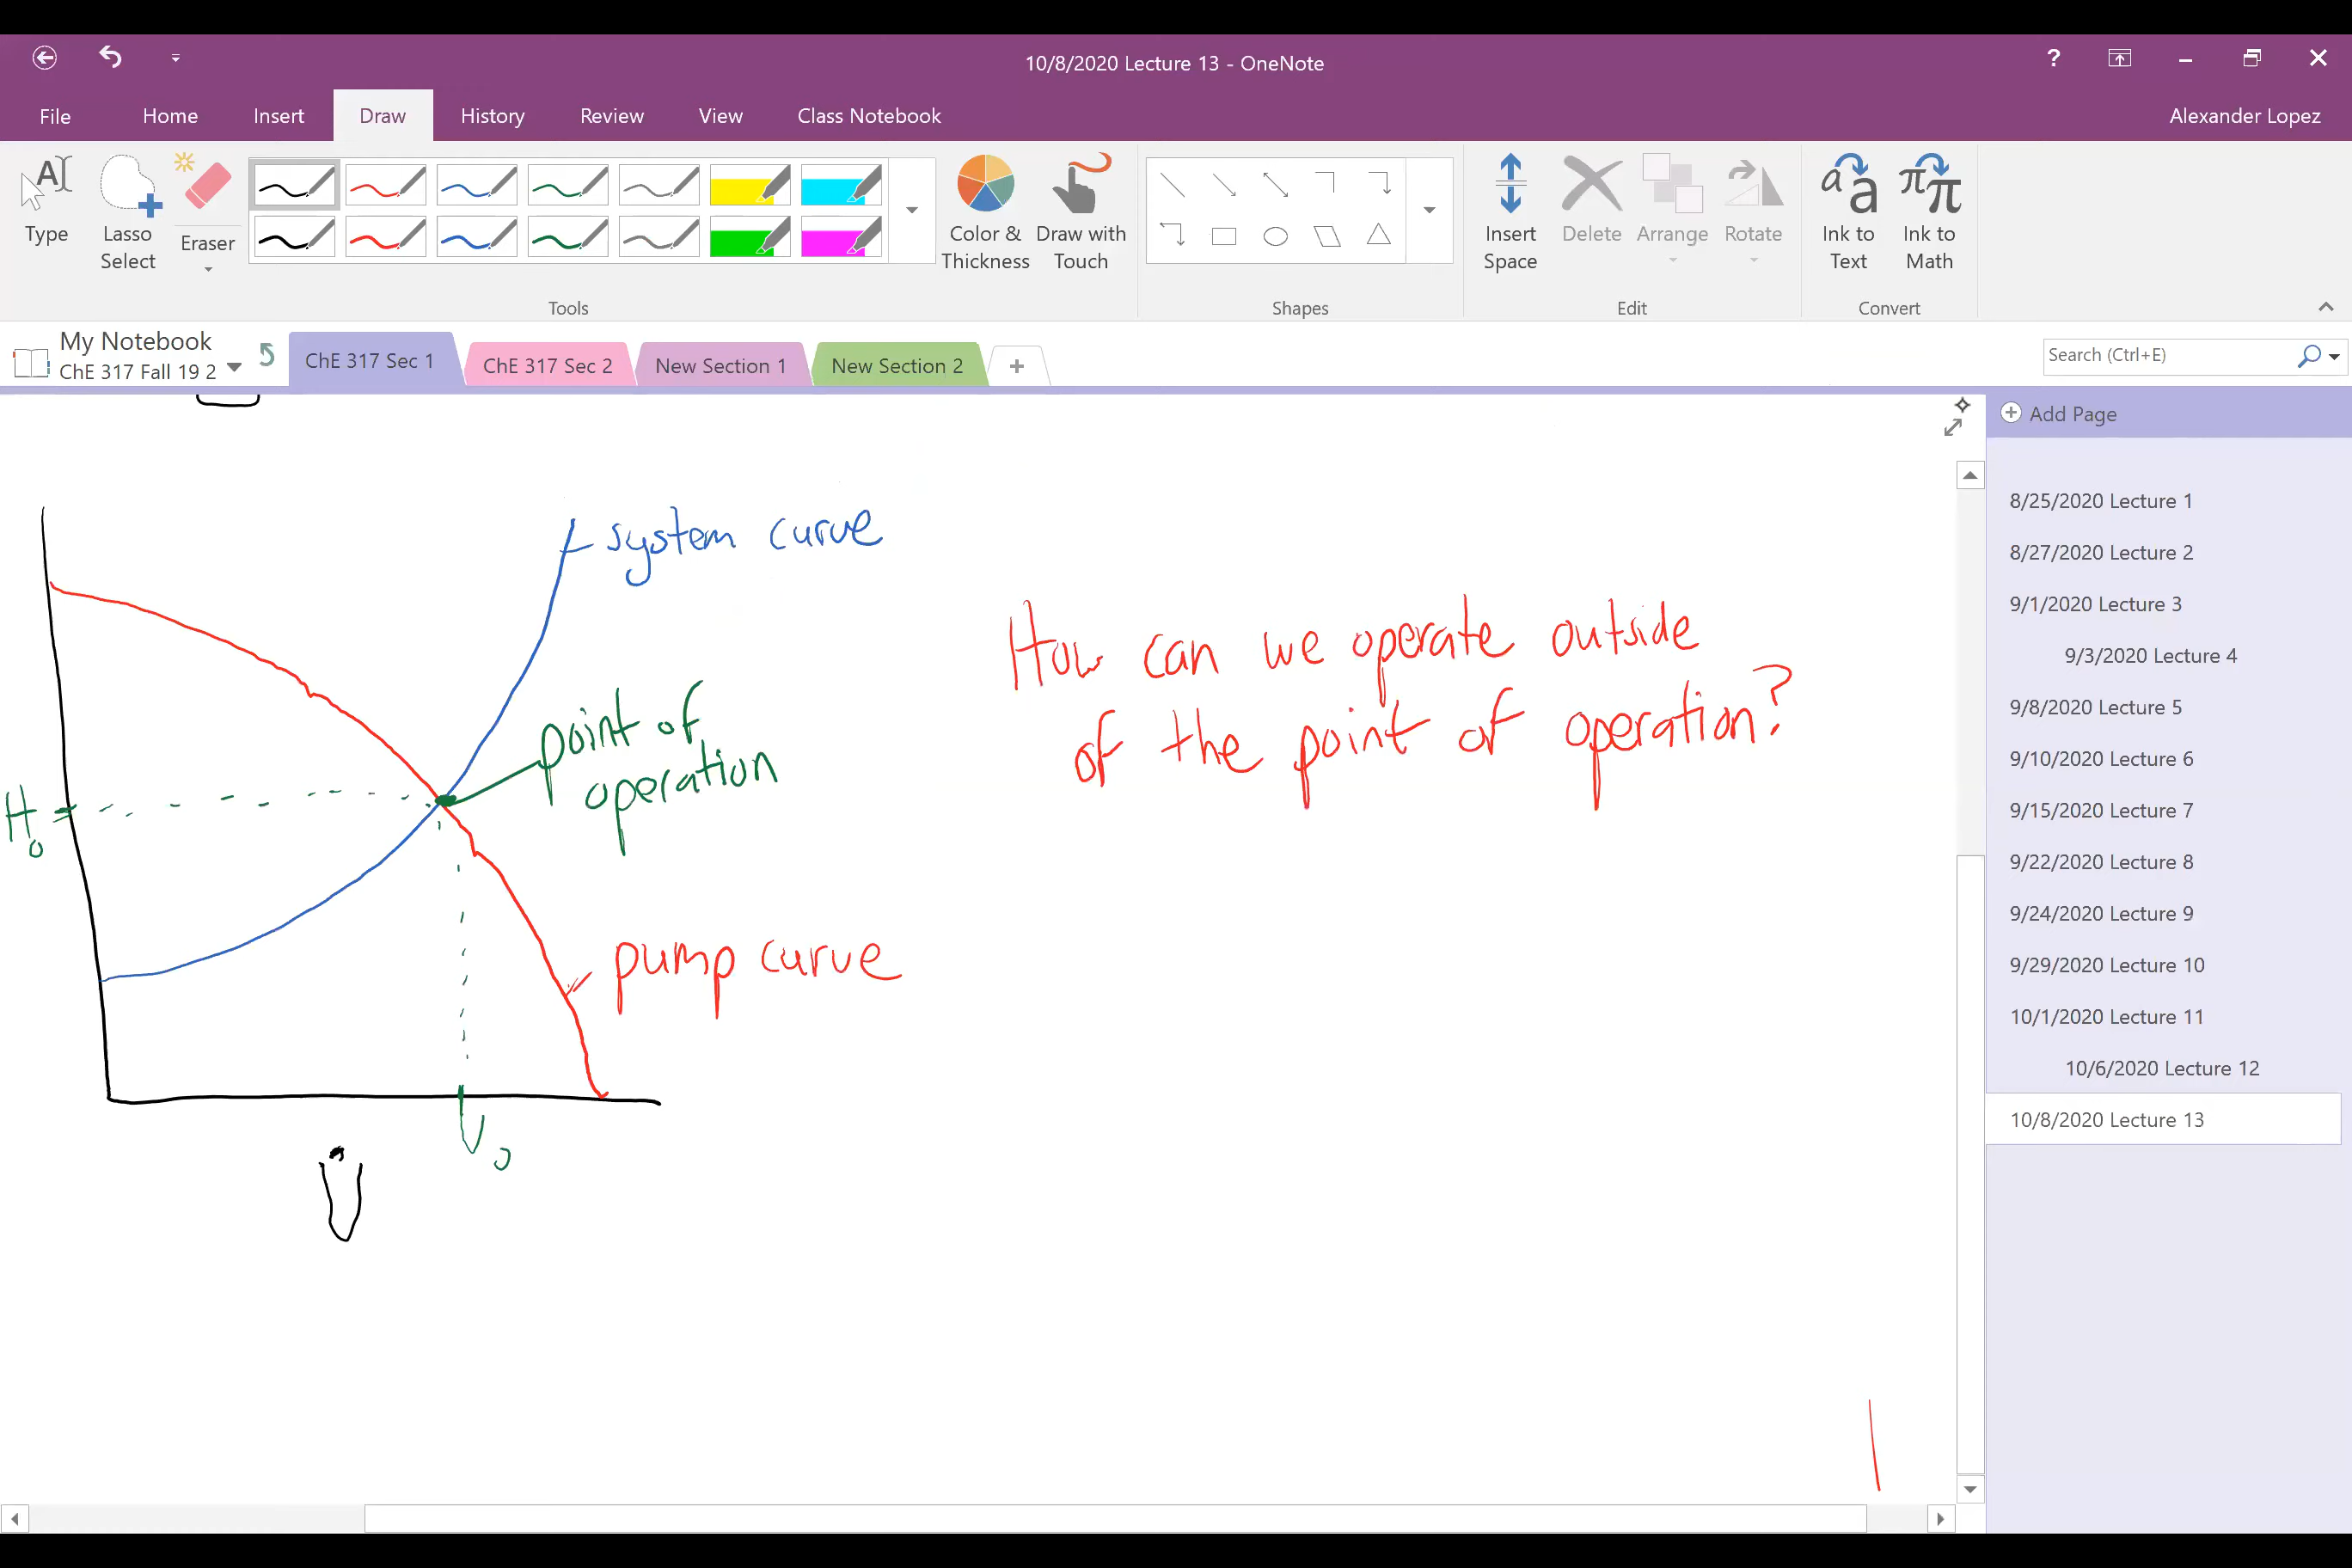 10/8/2020 Lecture 13 - OneNote
?
File Home Insert Draw History Review View Class Notebook
Alexander Lopez
Type
Lasso Select
Eraser
Color & Thickness
Draw with Touch
Insert Space
Delete
Arrange
Rotate
Ink to Text
Ink to Math
Tools
Shapes
Edit
Convert
My Notebook
ChE 317 Fall 19 2
ChE 317 Sec 1
ChE 317 Sec 2
New Section 1
New Section 2
+
Search (Ctrl+E)
Add Page
8/25/2020 Lecture 1
8/27/2020 Lecture 2
9/1/2020 Lecture 3
9/3/2020 Lecture 4
9/8/2020 Lecture 5
9/10/2020 Lecture 6
9/15/2020 Lecture 7
9/22/2020 Lecture 8
9/24/2020 Lecture 9
9/29/2020 Lecture 10
10/1/2020 Lecture 11
10/6/2020 Lecture 12
10/8/2020 Lecture 13
system curve
point of
operation
H₀
pump curve
V₀
V̇
How can we operate outside
of the point of operation?